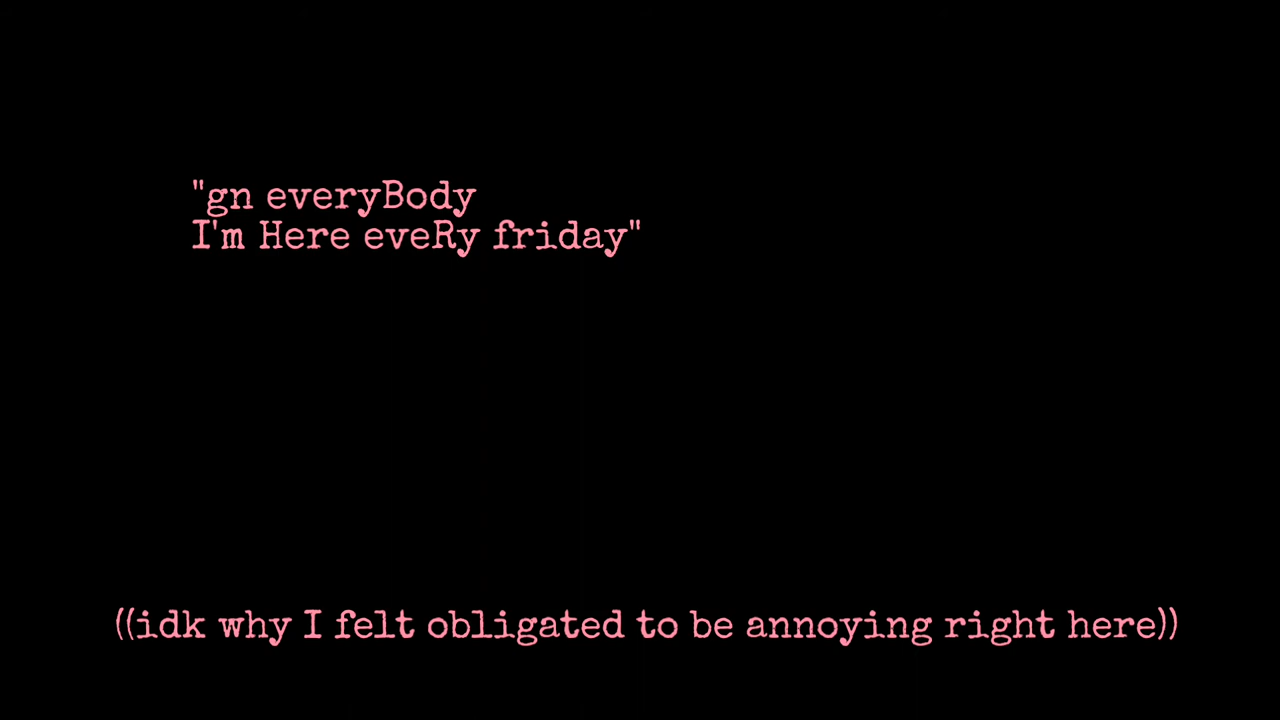 "gn everyBody
I'm Here eveRy friday"
((idk why I felt obligated to be annoying right here))